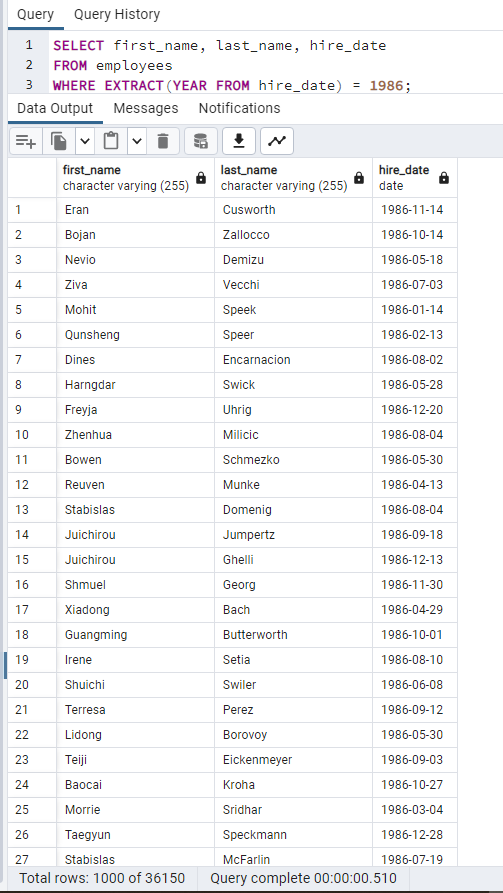 Query Query History
1 SELECT first_name, last_name, hire_date
2 FROM employees
3 WHERE EXTRACT(YEAR FROM hire_date) = 1986;
Data Output Messages Notifications
first_name last_name hire_date
character varying (255) character varying (255) date
1 Eran Cusworth 1986-11-14
2 Bojan Zallocco 1986-10-14
3 Nevio Demizu 1986-05-18
4 Ziva Vecchi 1986-07-03
5 Mohit Speek 1986-01-14
6 Qunsheng Speer 1986-02-13
7 Dines Encarnacion 1986-08-02
8 Harngdar Swick 1986-05-28
9 Freyja Uhrig 1986-12-20
10 Zhenhua Milicic 1986-08-04
11 Bowen Schmezko 1986-05-30
12 Reuven Munke 1986-04-13
13 Stabislas Domenig 1986-08-04
14 Juichirou Jumpertz 1986-09-18
15 Juichirou Ghelli 1986-12-13
16 Shmuel Georg 1986-11-30
17 Xiadong Bach 1986-04-29
18 Guangming Butterworth 1986-10-01
19 Irene Setia 1986-08-10
20 Shuichi Swiler 1986-06-08
21 Terresa Perez 1986-09-12
22 Lidong Borovoy 1986-05-30
23 Teiji Eickenmeyer 1986-09-03
24 Baocai Kroha 1986-10-27
25 Morrie Sridhar 1986-03-04
26 Taegyun Speckmann 1986-12-28
27 Stabislas McFarlin 1986-07-19
Total rows: 1000 of 36150 Query complete 00:00:00.510